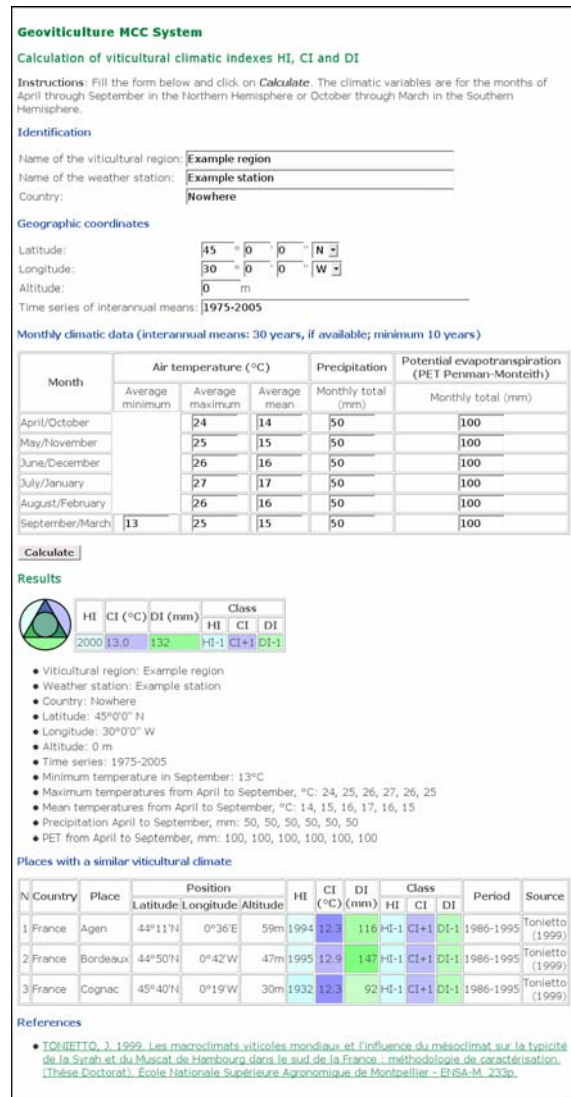 Geoviticulture MCC System
Calculation of viticultural climatic indexes HI, CI and DI
Instructions: Fill the form below and click on Calculate. The climatic variables are for the months of
April through September in the Northern Hemisphere or October through March in the Southern
Hemisphere.
Identification
Name of the viticultural region: Example region
Name of the weather station: Example station
Country: Nowhere
Geographic coordinates
Latitude: 45 ° 0 ' 0 " N
Longitude: 30 ° 0 ' 0 " W
Altitude: 0 m
Time series of interannual means: 1975-2005
Monthly climatic data (interannual means: 30 years, if available; minimum 10 years)
Month Air temperature (°C) Precipitation Potential evapotranspiration
(PET Penman-Monteith)
Average minimum Average maximum Average mean Monthly total (mm) Monthly total (mm)
April/October 24 14 50 100
May/November 25 15 50 100
June/December 26 16 50 100
July/January 27 17 50 100
August/February 26 16 50 100
September/March 13 25 15 50 100
Calculate
Results
HI CI (°C) DI (mm) Class
HI CI DI
2000 13.0 132 HI-1 CI+1 DI-1
• Viticultural region: Example region
• Weather station: Example station
• Country: Nowhere
• Latitude: 45°0'0" N
• Longitude: 30°0'0" W
• Altitude: 0 m
• Time series: 1975-2005
• Minimum temperature in September: 13°C
• Maximum temperatures from April to September, °C: 24, 25, 26, 27, 26, 25
• Mean temperatures from April to September, °C: 14, 15, 16, 17, 16, 15
• Precipitation April to September, mm: 50, 50, 50, 50, 50, 50
• PET from April to September, mm: 100, 100, 100, 100, 100, 100
Places with a similar viticultural climate
N Country Place Position HI CI (°C) DI (mm) Class Period Source
Latitude Longitude Altitude HI CI DI
1 France Agen 44°11'N 0°36'E 59m 1994 12.3 116 HI-1 CI+1 DI-1 1986-1995 Tonietto (1999)
2 France Bordeaux 44°50'N 0°42'W 47m 1995 12.9 147 HI-1 CI+1 DI-1 1986-1995 Tonietto (1999)
3 France Cognac 45°40'N 0°19'W 30m 1932 12.3 92 HI-1 CI+1 DI-1 1986-1995 Tonietto (1999)
References
• TONIETTO, J. 1999. Les macroclimats viticoles mondiaux et l'influence du mésoclimat sur la typicité
de la Syrah et du Muscat de Hambourg dans le sud de la France : méthodologie de caractérisation.
(Thèse Doctorat). École Nationale Supérieure Agronomique de Montpellier - ENSA-M. 233p.